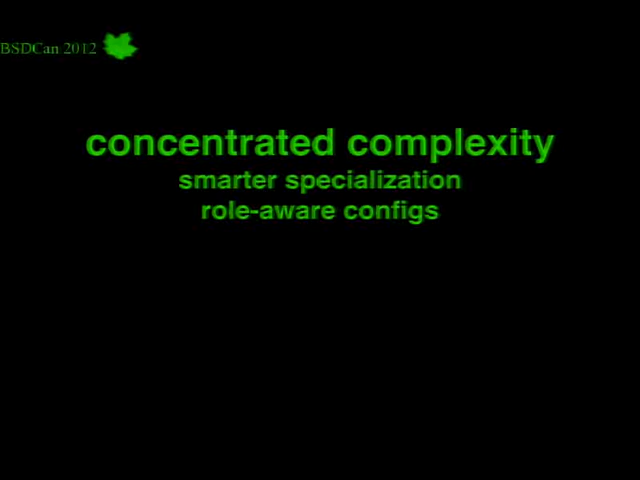 BSDCan 2012
concentrated complexity
smarter specialization
role-aware configs